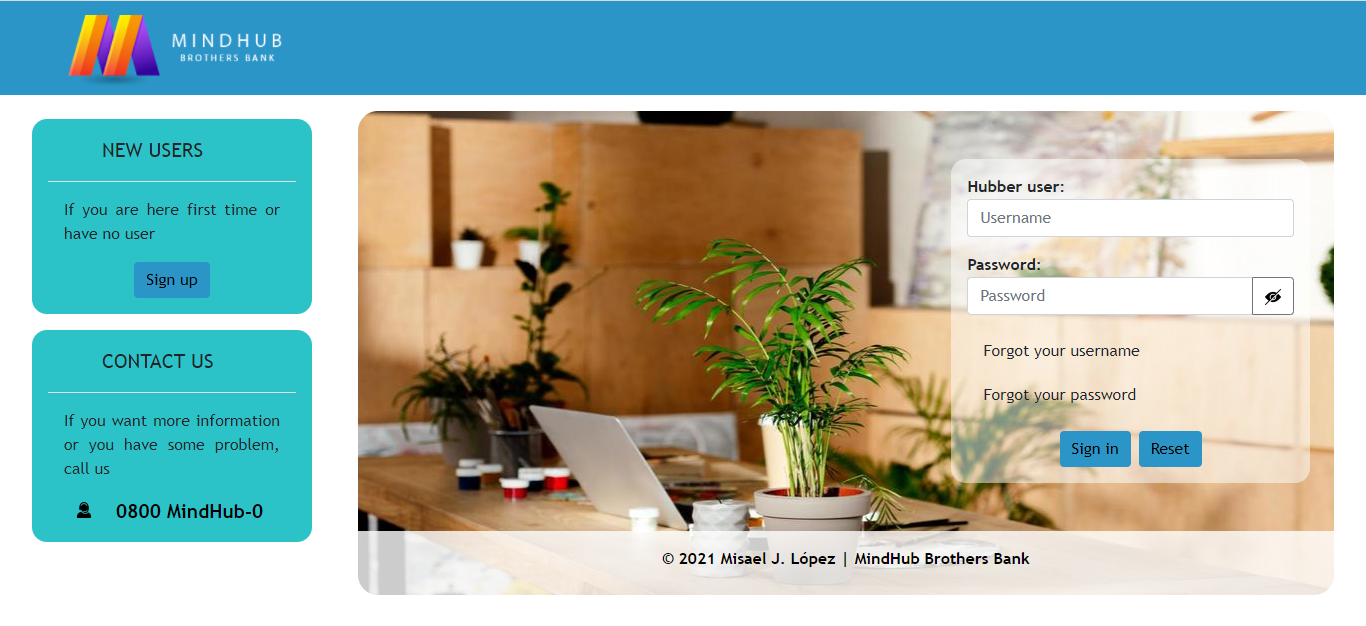 MINDHUB
BROTHERS BANK
NEW USERS
If you are here first time or
have no user
Sign up
CONTACT US
If you want more information
or you have some problem,
call us
0800 MindHub-0
Hubber user:
Username
Password:
Password
Forgot your username
Forgot your password
Sign in
Reset
© 2021 Misael J. López | MindHub Brothers Bank